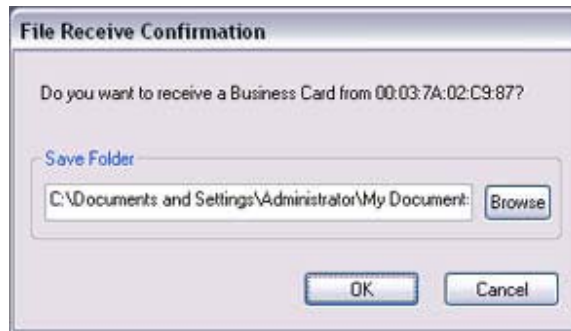 File Receive Confirmation
Do you want to receive a Business Card from 00:03:7A:02:C9:87?
Save Folder
C:\Documents and Settings\Administrator\My Document: Browse
OK Cancel